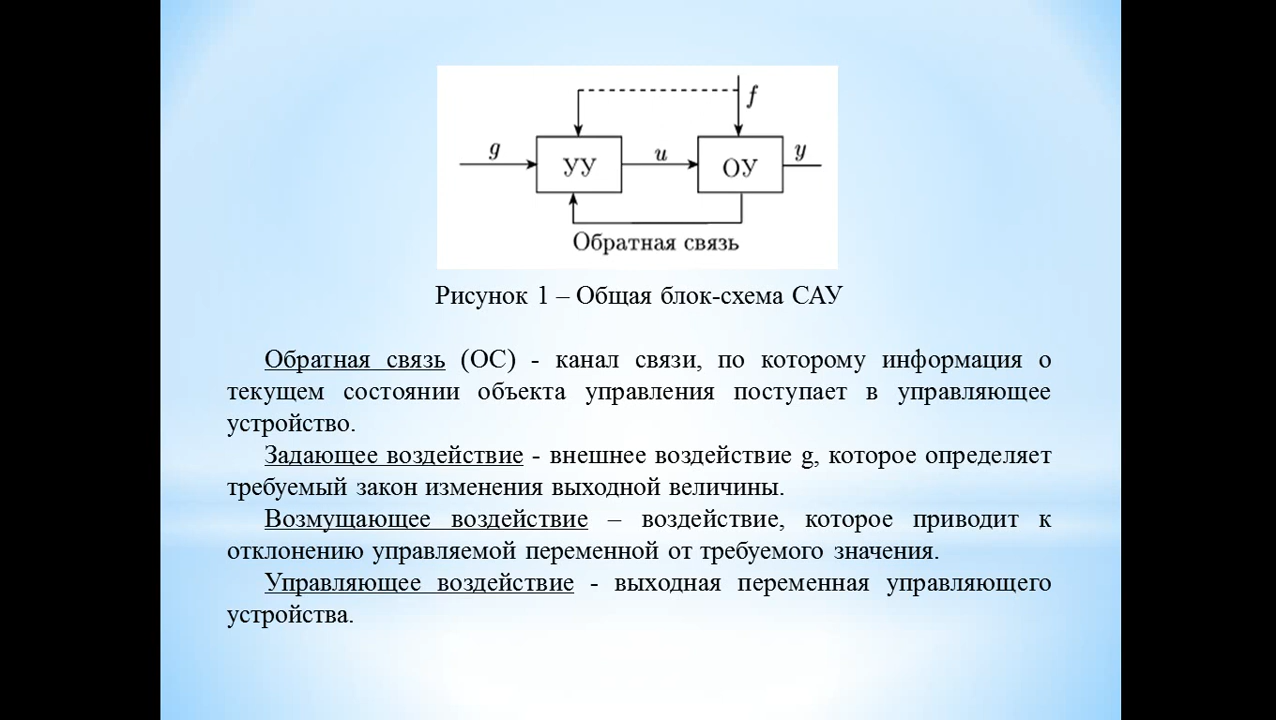 f
g
u
y
УУ
ОУ
Обратная связь
Рисунок 1 – Общая блок-схема САУ
Обратная связь (ОС) - канал связи, по которому информация о
текущем состоянии объекта управления поступает в управляющее
устройство.
Задающее воздействие - внешнее воздействие g, которое определяет
требуемый закон изменения выходной величины.
Возмущающее воздействие – воздействие, которое приводит к
отклонению управляемой переменной от требуемого значения.
Управляющее воздействие - выходная переменная управляющего
устройства.